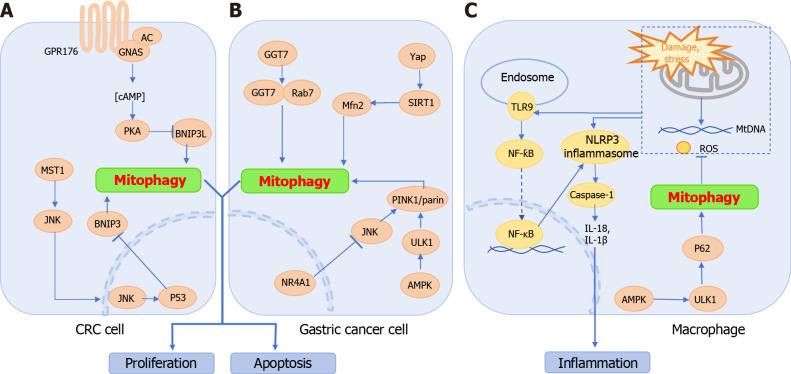 A
GPR176
AC
GNAS
[cAMP]
PKA
BNIP3L
MST1
Mitophagy
JNK
BNIP3
JNK
P53
CRC cell
B
GGT7
Yap
GGT7
Rab7
Mfn2
SIRT1
Mitophagy
PINK1/parin
JNK
ULK1
NR4A1
AMPK
Gastric cancer cell
Proliferation
Apoptosis
C
Damage,
stress
Endosome
TLR9
MtDNA
NLRP3
inflammasome
ROS
NF-κB
Caspase-1
Mitophagy
NF-κB
IL-18,
IL-1β
P62
AMPK
ULK1
Macrophage
Inflammation